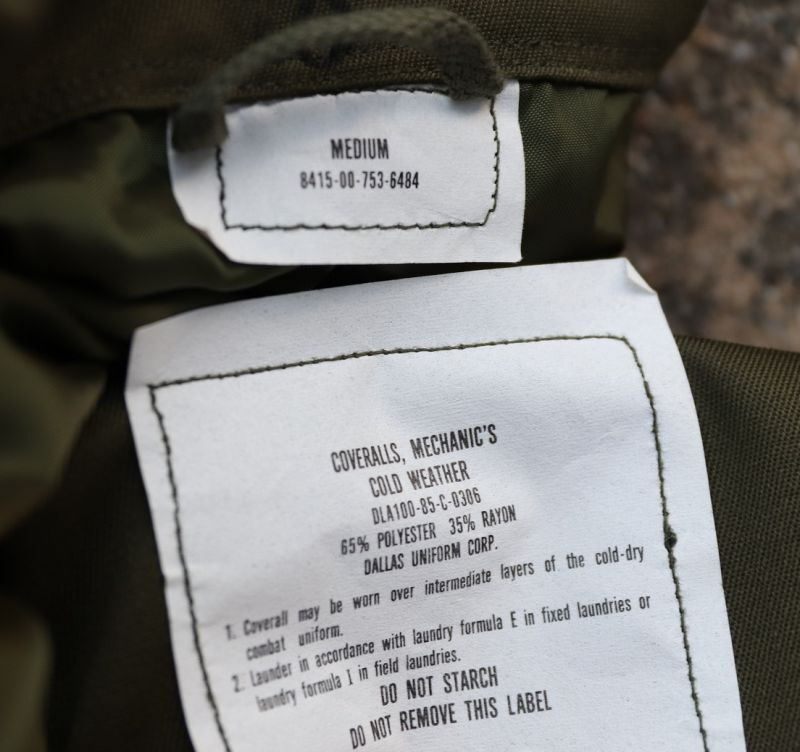 MEDIUM
8415-00-753-6484
COVERALLS, MECHANIC'S
COLD WEATHER
DLA100-85-C-0306
65% POLYESTER 35% RAYON
DALLAS UNIFORM CORP.
1. Coverall may be worn over intermediate layers of the cold-dry
combat uniform.
2. Launder in accordance with laundry formula E in fixed laundries or
laundry formula I in field laundries.
DO NOT STARCH
DO NOT REMOVE THIS LABEL